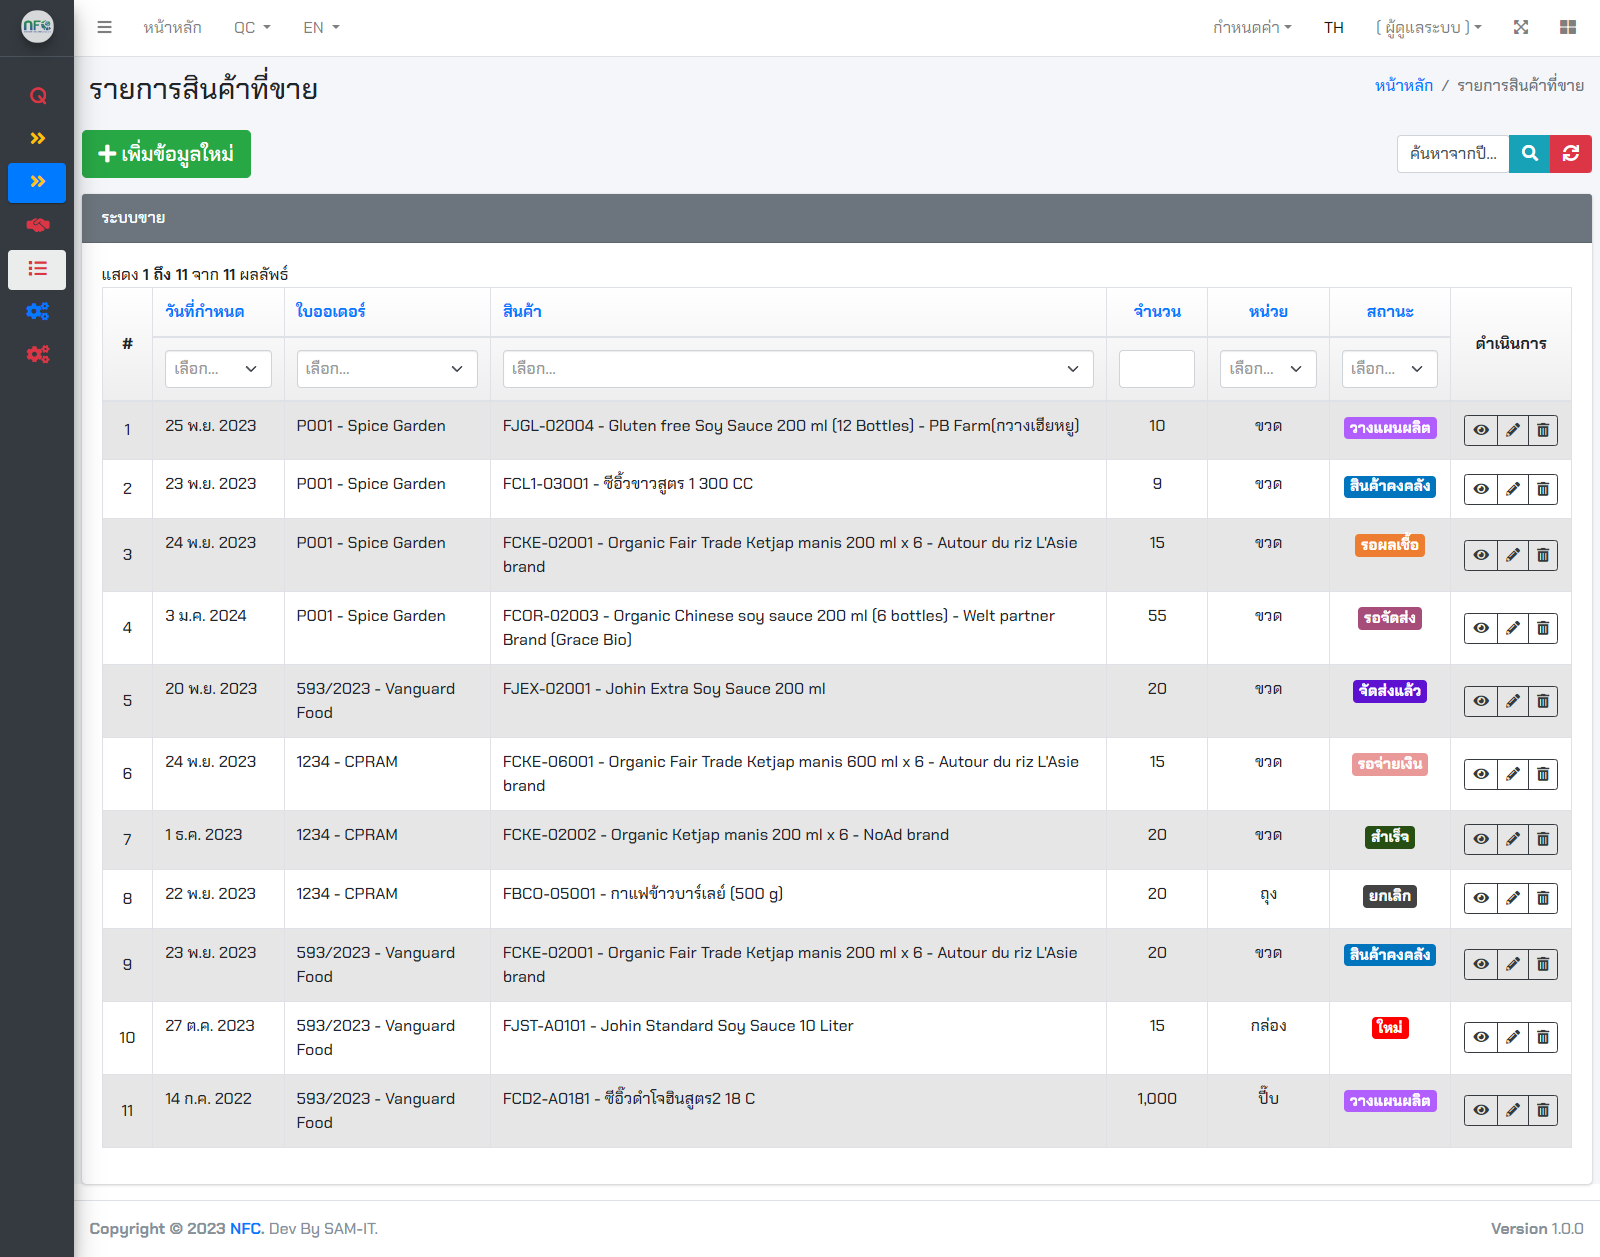 NFC
หน้าหลัก QC EN กำหนดค่า TH ( ผู้ดูแลระบบ )
รายการสินค้าที่ขาย
หน้าหลัก / รายการสินค้าที่ขาย
Q
เพิ่มข้อมูลใหม่
ค้นหาจากปี...
ระบบขาย
แสดง 1 ถึง 11 จาก 11 ผลลัพธ์
# วันที่กำหนด ใบออเดอร์ สินค้า จำนวน หน่วย สถานะ ดำเนินการ
เลือก... เลือก... เลือก... เลือก... เลือก...
1 25 พ.ย. 2023 P001 - Spice Garden FJGL-02004 - Gluten free Soy Sauce 200 ml (12 Bottles) - PB Farm(กวางเฮียหยู) 10 ขวด วางแผนผลิต
2 23 พ.ย. 2023 P001 - Spice Garden FCL1-03001 - ซีอิ้วขาวสูตร 1 300 CC 9 ขวด สินค้าคงคลัง
3 24 พ.ย. 2023 P001 - Spice Garden FCKE-02001 - Organic Fair Trade Ketjap manis 200 ml x 6 - Autour du riz L'Asie 15 ขวด รอผลเชื้อ
brand
4 3 ม.ค. 2024 P001 - Spice Garden FCOR-02003 - Organic Chinese soy sauce 200 ml (6 bottles) - Welt partner 55 ขวด รอจัดส่ง
Brand (Grace Bio)
5 20 พ.ย. 2023 593/2023 - Vanguard FJEX-02001 - Johin Extra Soy Sauce 200 ml 20 ขวด จัดส่งแล้ว
Food
6 24 พ.ย. 2023 1234 - CPRAM FCKE-06001 - Organic Fair Trade Ketjap manis 600 ml x 6 - Autour du riz L'Asie 15 ขวด รอจ่ายเงิน
brand
7 1 ธ.ค. 2023 1234 - CPRAM FCKE-02002 - Organic Ketjap manis 200 ml x 6 - NoAd brand 20 ขวด สำเร็จ
8 22 พ.ย. 2023 1234 - CPRAM FBCO-05001 - กาแฟข้าวบาร์เลย์ (500 g) 20 ถุง ยกเลิก
9 23 พ.ย. 2023 593/2023 - Vanguard FCKE-02001 - Organic Fair Trade Ketjap manis 200 ml x 6 - Autour du riz L'Asie 20 ขวด สินค้าคงคลัง
Food brand
10 27 ต.ค. 2023 593/2023 - Vanguard FJST-A0101 - Johin Standard Soy Sauce 10 Liter 15 กล่อง ใหม่
Food
11 14 ก.ค. 2022 593/2023 - Vanguard FCD2-A0181 - ซีอิ๊วดำโจฮินสูตร2 18 C 1,000 ปี๊บ วางแผนผลิต
Food
Copyright © 2023 NFC. Dev By SAM-IT. Version 1.0.0